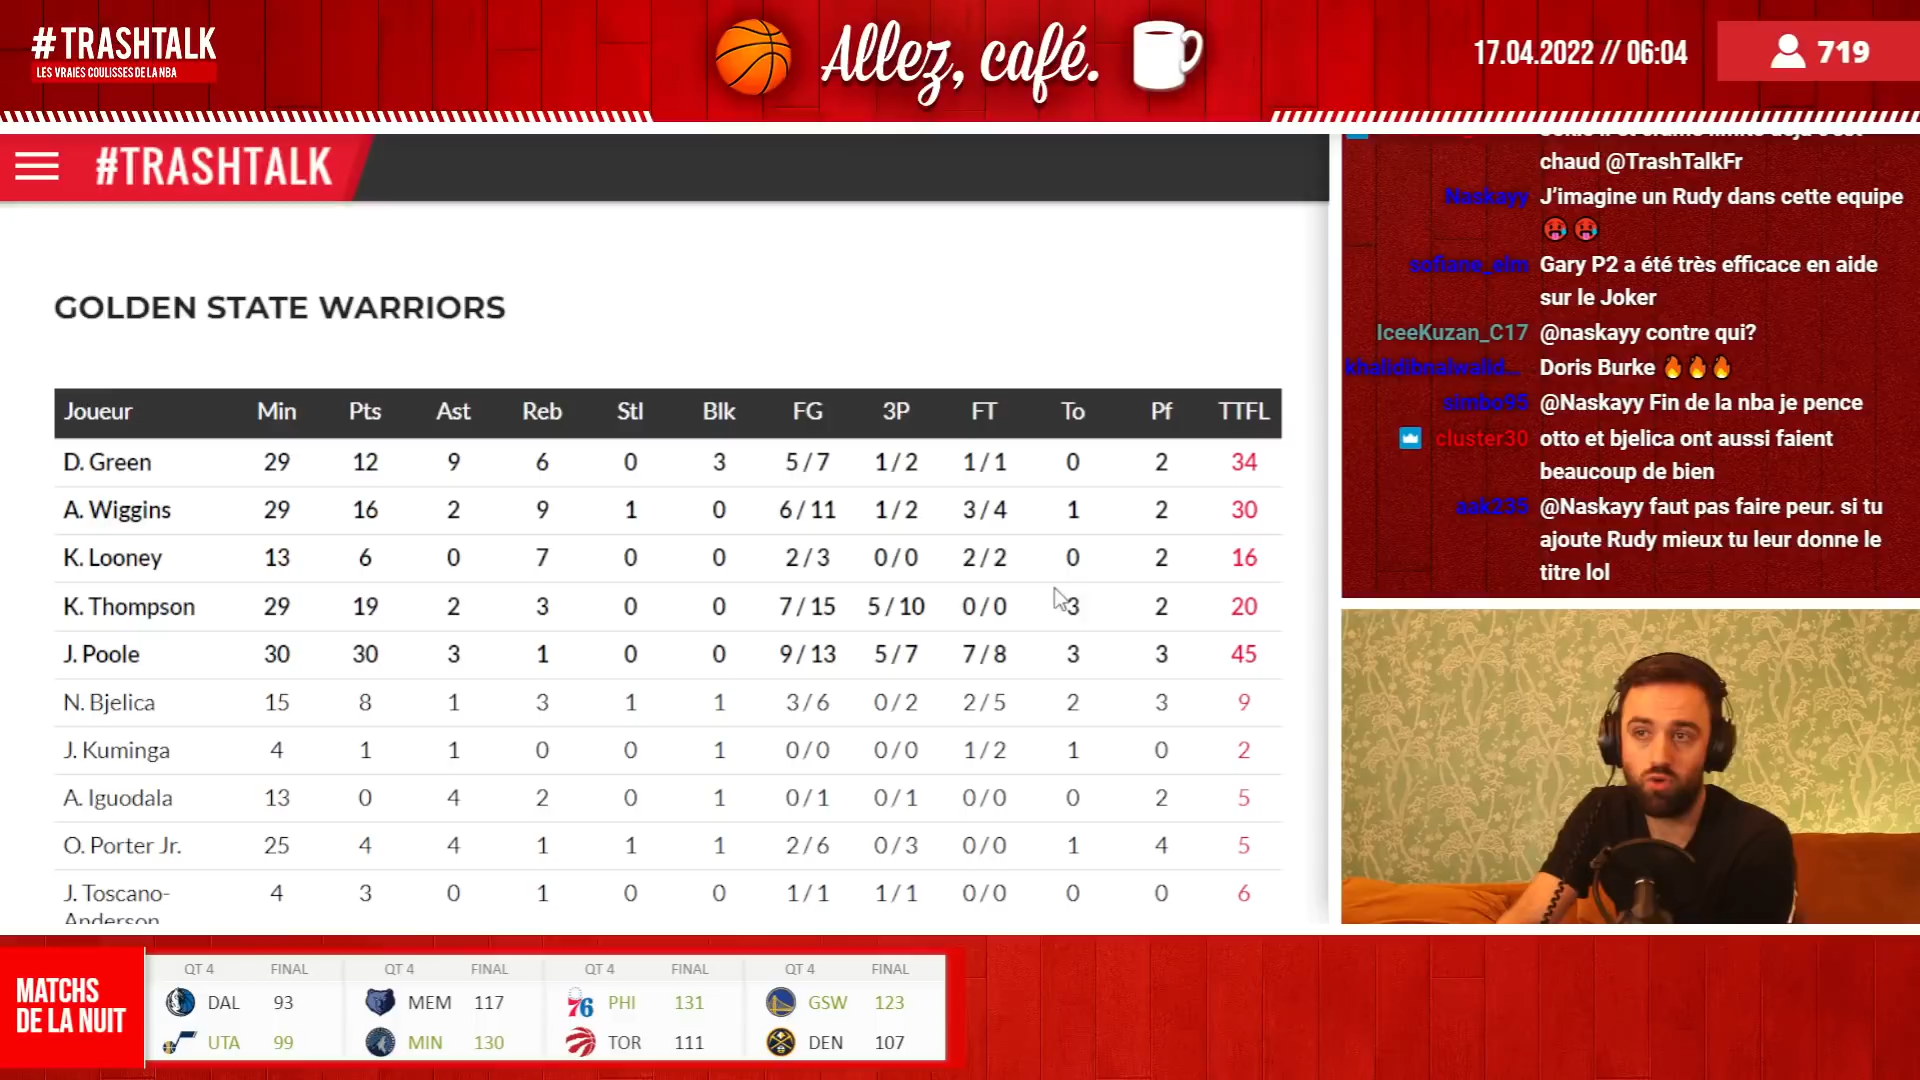 #TRASHTALK
LES VRAIES COULISSES DE LA NBA
Allez, café.
17.04.2022 // 06:04
719
#TRASHTALK
GOLDEN STATE WARRIORS
Joueur Min Pts Ast Reb Stl Blk FG 3P FT To Pf TTFL
D. Green 29 12 9 6 0 3 5 / 7 1 / 2 1 / 1 0 2 34
A. Wiggins 29 16 2 9 1 0 6 / 11 1 / 2 3 / 4 1 2 30
K. Looney 13 6 0 7 0 0 2 / 3 0 / 0 2 / 2 0 2 16
K. Thompson 29 19 2 3 0 0 7 / 15 5 / 10 0 / 0 3 2 20
J. Poole 30 30 3 1 0 0 9 / 13 5 / 7 7 / 8 3 3 45
N. Bjelica 15 8 1 3 1 1 3 / 6 0 / 2 2 / 5 2 3 9
J. Kuminga 4 1 1 0 0 1 0 / 0 0 / 0 1 / 2 1 0 2
A. Iguodala 13 0 4 2 0 1 0 / 1 0 / 1 0 / 0 0 2 5
O. Porter Jr. 25 4 4 1 1 1 2 / 6 0 / 3 0 / 0 1 4 5
J. Toscano- 4 3 0 1 0 0 1 / 1 1 / 1 0 / 0 0 0 6
Anderson
chaud @TrashTalkFr
Naskayy J'imagine un Rudy dans cette equipe
🥵 🥵
sofiane_elm Gary P2 a été très efficace en aide
sur le Joker
IceeKuzan_C17 @naskayy contre qui?
khalidibnalwalid... Doris Burke 🔥🔥🔥
simbo95 @Naskayy Fin de la nba je pence
cluster30 otto et bjelica ont aussi faient
beaucoup de bien
aak235 @Naskayy faut pas faire peur. si tu
ajoute Rudy mieux tu leur donne le
titre lol
MATCHS
DE LA NUIT
QT 4 FINAL
DAL 93
UTA 99
QT 4 FINAL
MEM 117
MIN 130
QT 4 FINAL
76 PHI 131
TOR 111
QT 4 FINAL
GSW 123
DEN 107